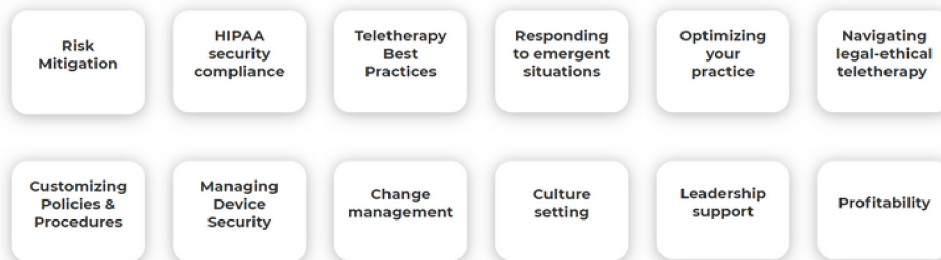 Risk
Mitigation
HIPAA
security
compliance
Teletherapy
Best
Practices
Responding
to emergent
situations
Optimizing
your
practice
Navigating
legal-ethical
teletherapy
Customizing
Policies &
Procedures
Managing
Device
Security
Change
management
Culture
setting
Leadership
support
Profitability